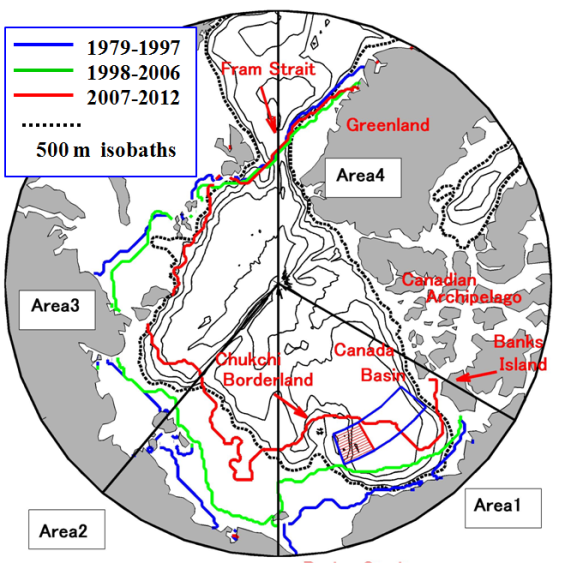 1979-1997
1998-2006
2007-2012
500 m isobaths
Fram Strait
Greenland
Area4
Canadian
Archipelago
Area3
Banks
Island
Chukchi
Borderland
Canada
Basin
Area1
Area2